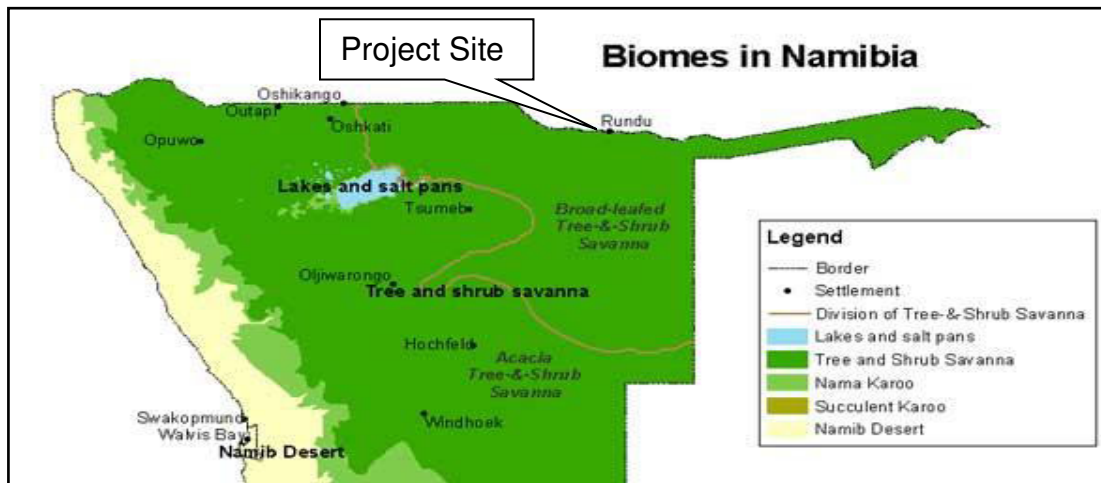 Project Site
Biomes in Namibia
Oshikango
Outapi
Oshkati
Rundu
Opuwo
Lakes and salt pans
Tsumeb
Broad-leafed
Tree-&-Shrub
Savanna
Otjiwarongo
Tree and shrub savanna
Hochfeld
Acacia
Tree-&-Shrub
Savanna
Swakopmund
Windhoek
Walvis Bay
Namib Desert
Legend
Border
Settlement
Division of Tree-&-Shrub Savanna
Lakes and salt pans
Tree and Shrub Savanna
Nama Karoo
Succulent Karoo
Namib Desert